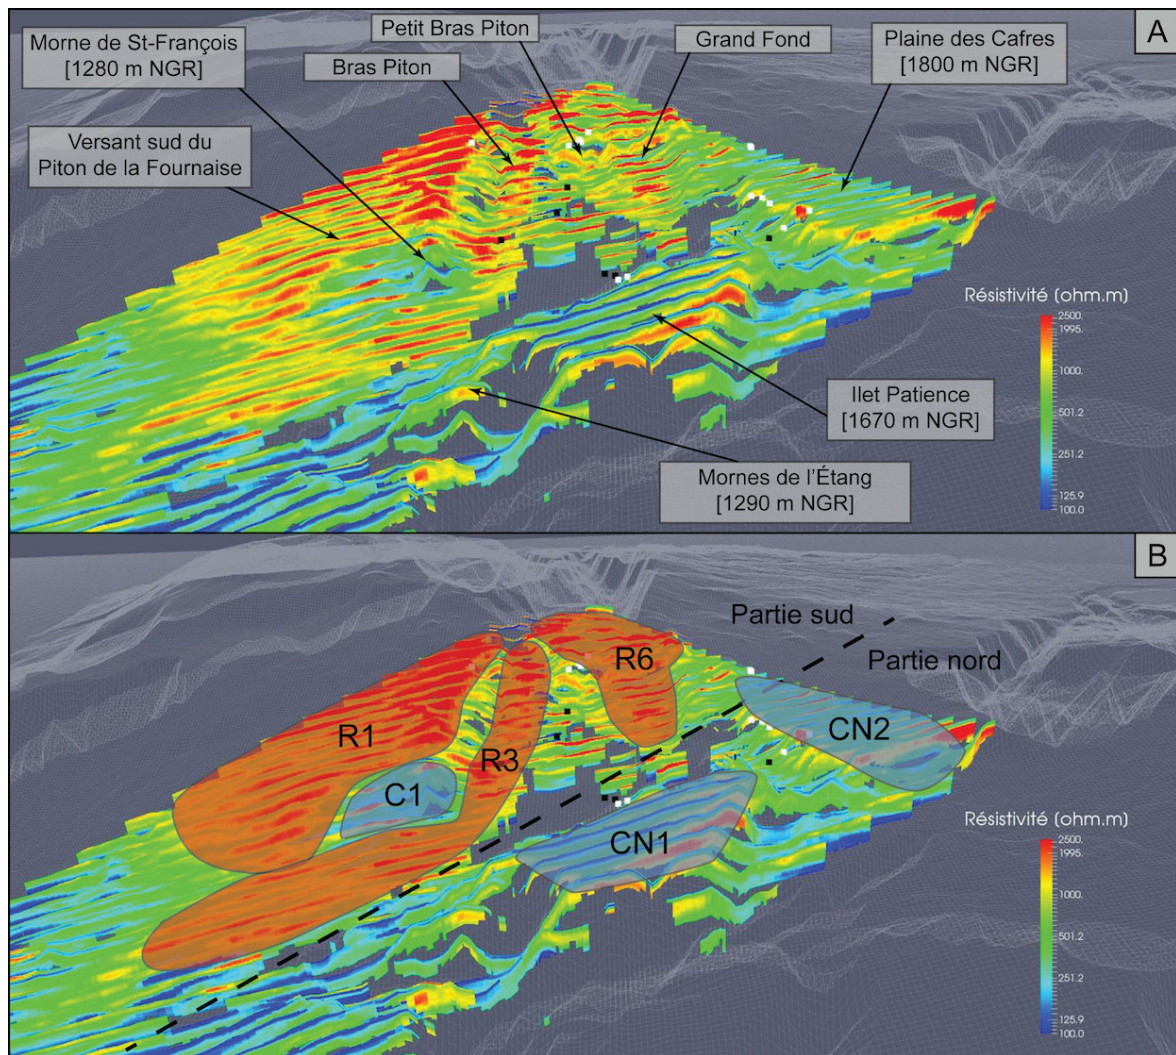 A
Petit Bras Piton
Morne de St-François
[1280 m NGR]
Bras Piton
Grand Fond
Plaine des Cafres
[1800 m NGR]
Versant sud du
Piton de la Fournaise
Résistivité (ohm.m)
2500.
1995.
1000.
501.2
251.2
125.9
100.0
Ilet Patience
[1670 m NGR]
Mornes de l'Étang
[1290 m NGR]
B
Partie sud
Partie nord
R6
R1
R3
CN2
C1
CN1
Résistivité (ohm.m)
2500.
1995.
1000.
501.2
251.2
125.9
100.0